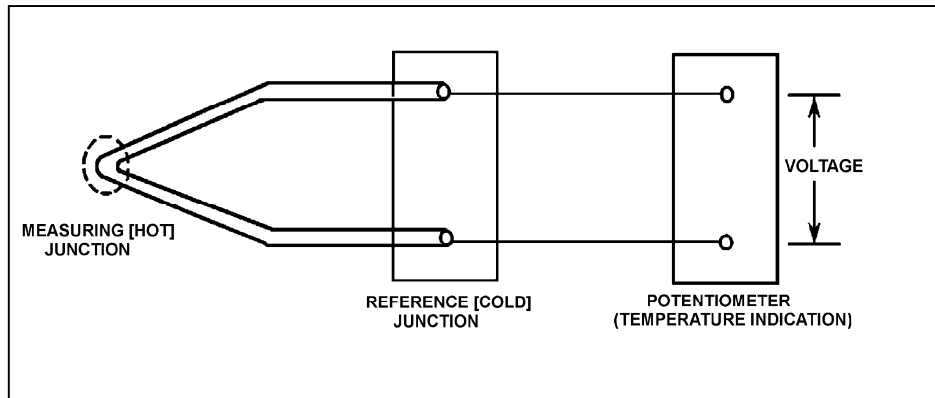 VOLTAGE
MEASURING [HOT]
JUNCTION
REFERENCE [COLD]
JUNCTION
POTENTIOMETER
(TEMPERATURE INDICATION)